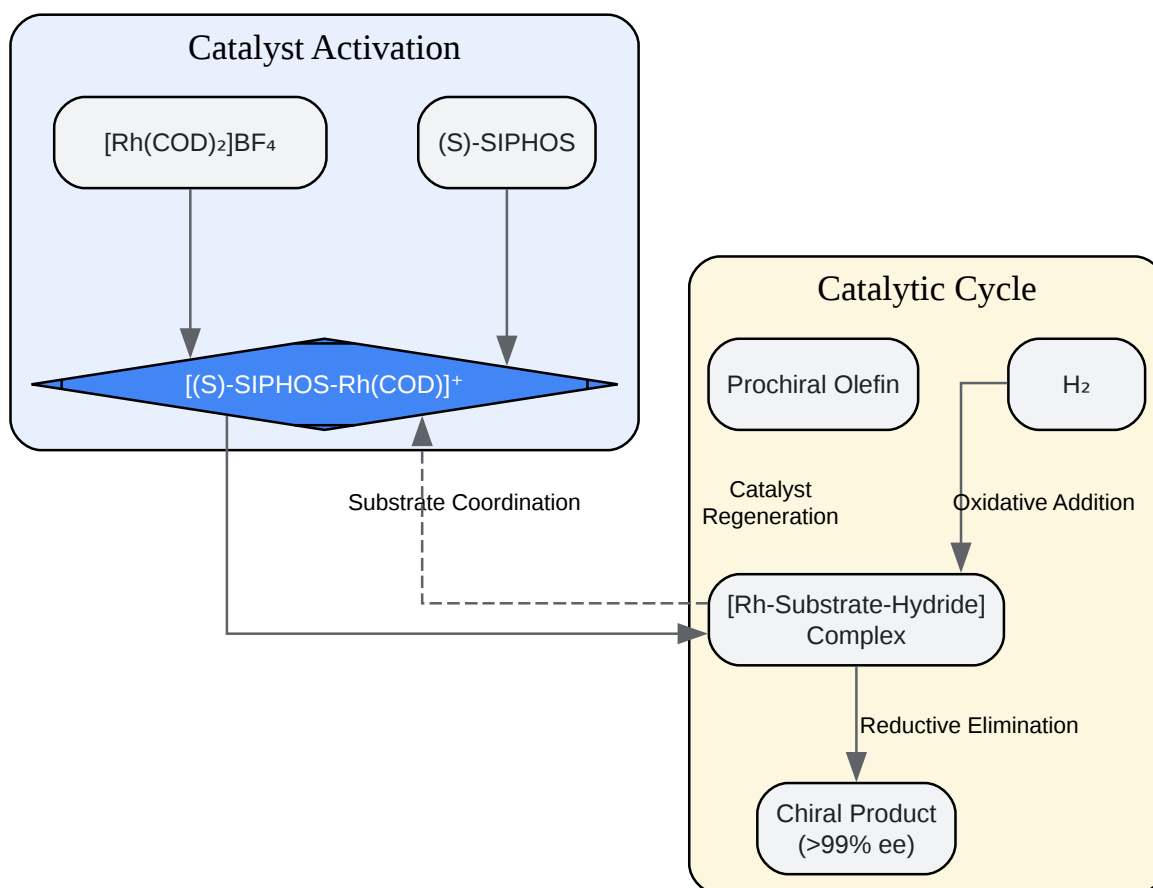 Catalyst Activation
[Rh(COD)₂]BF₄
(S)-SIPHOS
[(S)-SIPHOS-Rh(COD)]⁺
Substrate Coordination
Catalytic Cycle
Prochiral Olefin
H₂
Catalyst
Regeneration
Oxidative Addition
[Rh-Substrate-Hydride]
Complex
Reductive Elimination
Chiral Product
(>99% ee)